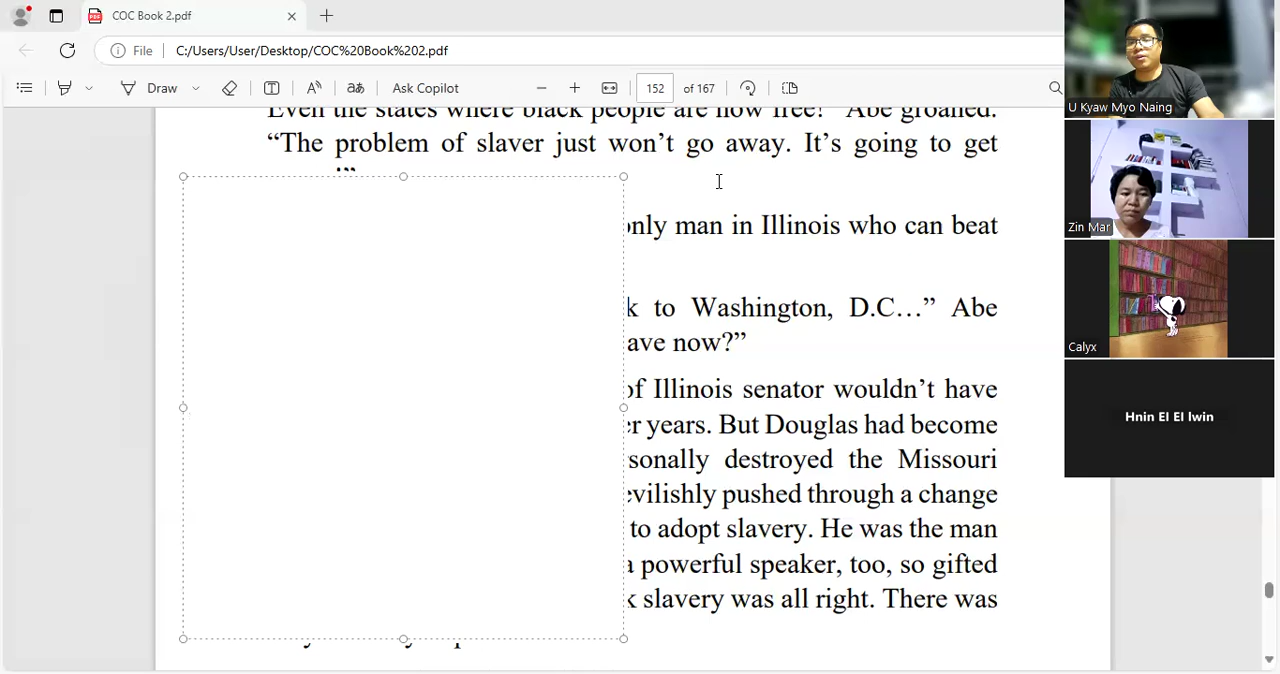 COC Book 2.pdf
File
C:/Users/User/Desktop/COC%20Book%202.pdf
Draw
aあ
Ask Copilot
152 of 167
Even the states where black people are now free!” Abe groaned.
“The problem of slaver just won’t go away. It’s going to get
only man in Illinois who can beat
k to Washington, D.C…” Abe
ave now?”
of Illinois senator wouldn’t have
er years. But Douglas had become
sonally destroyed the Missouri
evilishly pushed through a change
to adopt slavery. He was the man
a powerful speaker, too, so gifted
k slavery was all right. There was
U Kyaw Myo Naing
Zin Mar
Calyx
Hnin EI EI lwin